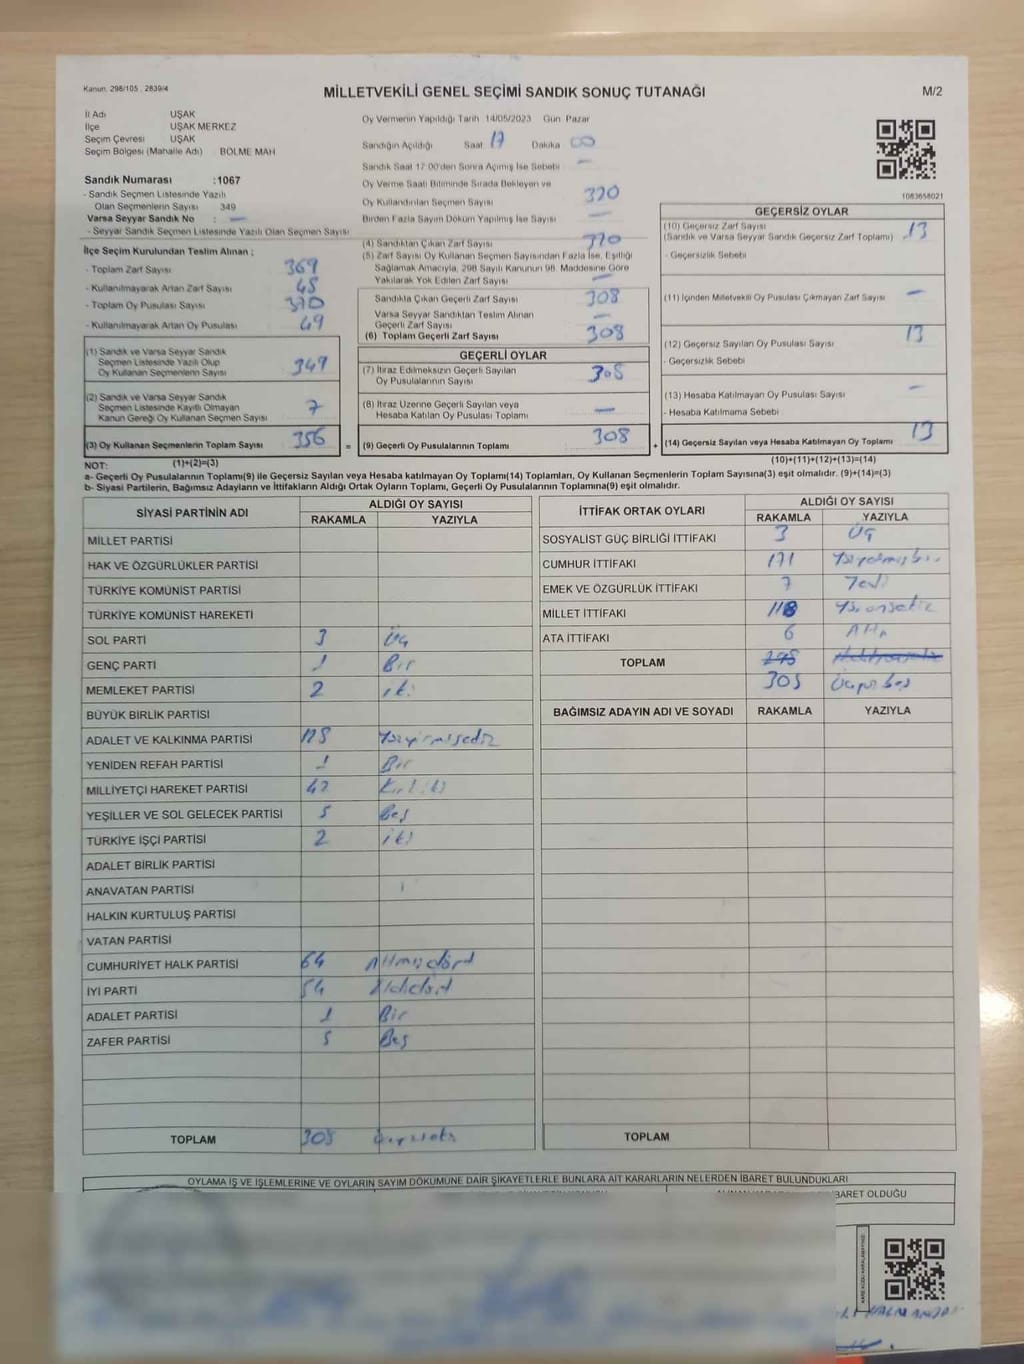 Kanun. 298/105 . 2839/4
MİLLETVEKİLİ GENEL SEÇİMİ SANDIK SONUÇ TUTANAĞI
M/2
İl Adı UŞAK
İlçe UŞAK MERKEZ
Seçim Çevresi UŞAK
Seçim Bölgesi (Mahalle Adı) BÖLME MAH
Sandık Numarası :1067
- Sandık Seçmen Listesinde Yazılı
Olan Seçmenlerin Sayısı 349
Varsa Seyyar Sandık No : —
- Seyyar Sandık Seçmen Listesinde Yazılı Olan Seçmen Sayısı
İlçe Seçim Kurulundan Teslim Alınan ;
- Toplam Zarf Sayısı 369
- Kullanılmayarak Artan Zarf Sayısı 45
- Toplam Oy Pusulası Sayısı 370
- Kullanılmayarak Artan Oy Pusulası 49
(1) Sandık ve Varsa Seyyar Sandık
Seçmen Listesinde Yazılı Olup
Oy Kullanan Seçmenlerin Sayısı 349
(2) Sandık ve Varsa Seyyar Sandık
Seçmen Listesinde Kayıtlı Olmayan
Kanun Gereği Oy Kullanan Seçmen Sayısı 7
(3) Oy Kullanan Seçmenlerin Toplam Sayısı 356
Oy Vermenin Yapıldığı Tarih 14/05/2023 Gün Pazar
Sandığın Açıldığı Saat 17 Dakika 00
Sandık Saat 17:00'den Sonra Açılmış İse Sebebi —
Oy Verme Saati Bitiminde Sırada Bekleyen ve
Oy Kullandırılan Seçmen Sayısı 320
Birden Fazla Sayım Döküm Yapılmış İse Sayısı —
(4) Sandıktan Çıkan Zarf Sayısı
(5) Zarf Sayısı Oy Kullanan Seçmen Sayısından Fazla İse, Eşitliği
Sağlamak Amacıyla, 298 Sayılı Kanunun 98. Maddesine Göre
Yakılarak Yok Edilen Zarf Sayısı —
Sandıkta Çıkan Geçerli Zarf Sayısı 308
Varsa Seyyar Sandıktan Teslim Alınan
Geçerli Zarf Sayısı —
(6) Toplam Geçerli Zarf Sayısı 308
GEÇERLİ OYLAR
(7) İtiraz Edilmeksizin Geçerli Sayılan
Oy Pusulalarının Sayısı 308
(8) İtiraz Üzerine Geçerli Sayılan veya
Hesaba Katılan Oy Pusulası Toplamı —
= (9) Geçerli Oy Pusulalarının Toplamı 308
1063658021
GEÇERSİZ OYLAR
(10) Geçersiz Zarf Sayısı 13
(Sandık ve Varsa Seyyar Sandık Geçersiz Zarf Toplamı)
- Geçersizlik Sebebi
(11) İçinden Milletvekili Oy Pusulası Çıkmayan Zarf Sayısı —
(12) Geçersiz Sayılan Oy Pusulası Sayısı 13
- Geçersizlik Sebebi
(13) Hesaba Katılmayan Oy Pusulası Sayısı —
- Hesaba Katılmama Sebebi
+ (14) Geçersiz Sayılan veya Hesaba Katılmayan Oy Toplamı 13
NOT: (1)+(2)=(3)
(10)+(11)+(12)+(13)=(14)
a- Geçerli Oy Pusulalarının Toplamı(9) ile Geçersiz Sayılan veya Hesaba katılmayan Oy Toplamı(14) Toplamları, Oy Kullanan Seçmenlerin Toplam Sayısına(3) eşit olmalıdır. (9)+(14)=(3)
b- Siyasi Partilerin, Bağımsız Adayların ve İttifakların Aldığı Ortak Oyların Toplamı, Geçerli Oy Pusulalarının Toplamına(9) eşit olmalıdır.
SİYASİ PARTİNİN ADI ALDIĞI OY SAYISI
RAKAMLA YAZIYLA
MİLLET PARTİSİ
HAK VE ÖZGÜRLÜKLER PARTİSİ
TÜRKİYE KOMÜNİST PARTİSİ
TÜRKİYE KOMÜNİST HAREKETİ
SOL PARTİ 3 Üç
GENÇ PARTİ 1 Bir
MEMLEKET PARTİSİ 2 iki
BÜYÜK BİRLİK PARTİSİ
ADALET VE KALKINMA PARTİSİ 128
YENİDEN REFAH PARTİSİ 1 Bir
MİLLİYETÇİ HAREKET PARTİSİ 42 Kırkiki
YEŞİLLER VE SOL GELECEK PARTİSİ 5 Beş
TÜRKİYE İŞÇİ PARTİSİ 2 iki
ADALET BİRLİK PARTİSİ
ANAVATAN PARTİSİ
HALKIN KURTULUŞ PARTİSİ
VATAN PARTİSİ
CUMHURİYET HALK PARTİSİ 64 Altmışdört
İYİ PARTİ 54 Ellidört
ADALET PARTİSİ 1 Bir
ZAFER PARTİSİ 5 Beş
TOPLAM 308
İTTİFAK ORTAK OYLARI ALDIĞI OY SAYISI
RAKAMLA YAZIYLA
SOSYALİST GÜÇ BİRLİĞİ İTTİFAKI 3 Üç
CUMHUR İTTİFAKI 171 Yüzyetmişbir
EMEK VE ÖZGÜRLÜK İTTİFAKI 7 Yedi
MİLLET İTTİFAKI 118 Yüzonsekiz
ATA İTTİFAKI 6 Altı
TOPLAM
305 Üçyüzbeş
BAĞIMSIZ ADAYIN ADI VE SOYADI RAKAMLA YAZIYLA
TOPLAM
OYLAMA İŞ VE İŞLEMLERİNE VE OYLARIN SAYIM DÖKÜMÜNE DAİR ŞİKAYETLERLE BUNLARA AİT KARARLARIN NELERDEN İBARET BULUNDUKLARI
BARET OLDUĞU